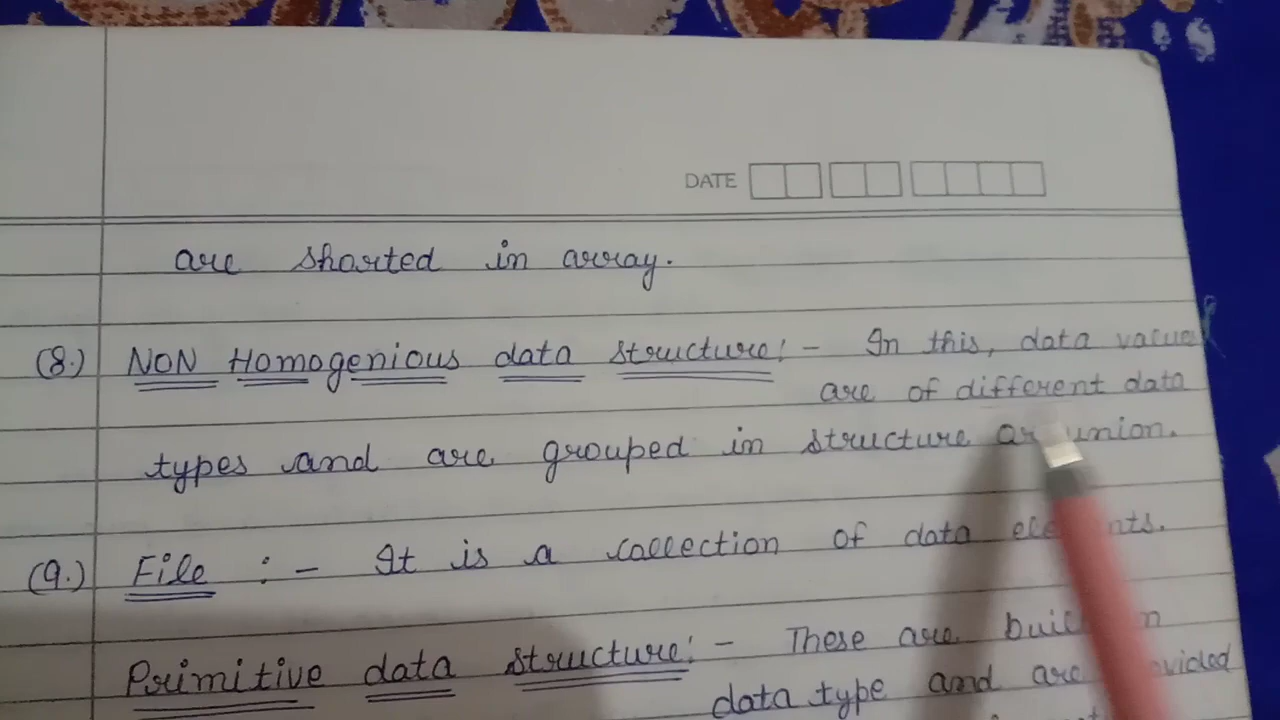 DATE
are sharted in array.
(8.) NON Homogenious data structure:- In this, data value
are of different data
types and are grouped in structure or union.
(9.) File :- It is a collection of data
Primitive data structure:- These are
data type and are